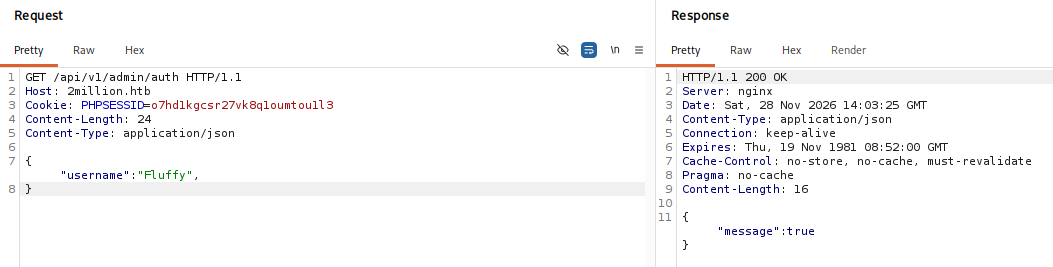 Request
Pretty Raw Hex \n
1 GET /api/v1/admin/auth HTTP/1.1
2 Host: 2million.htb
3 Cookie: PHPSESSID=o7hd1kgcsr27vk8q1oumtou1l3
4 Content-Length: 24
5 Content-Type: application/json
6
7 {
"username":"Fluffy",
8 }
Response
Pretty Raw Hex Render
1 HTTP/1.1 200 OK
2 Server: nginx
3 Date: Sat, 28 Nov 2026 14:03:25 GMT
4 Content-Type: application/json
5 Connection: keep-alive
6 Expires: Thu, 19 Nov 1981 08:52:00 GMT
7 Cache-Control: no-store, no-cache, must-revalidate
8 Pragma: no-cache
9 Content-Length: 16
10
11 {
"message":true
}